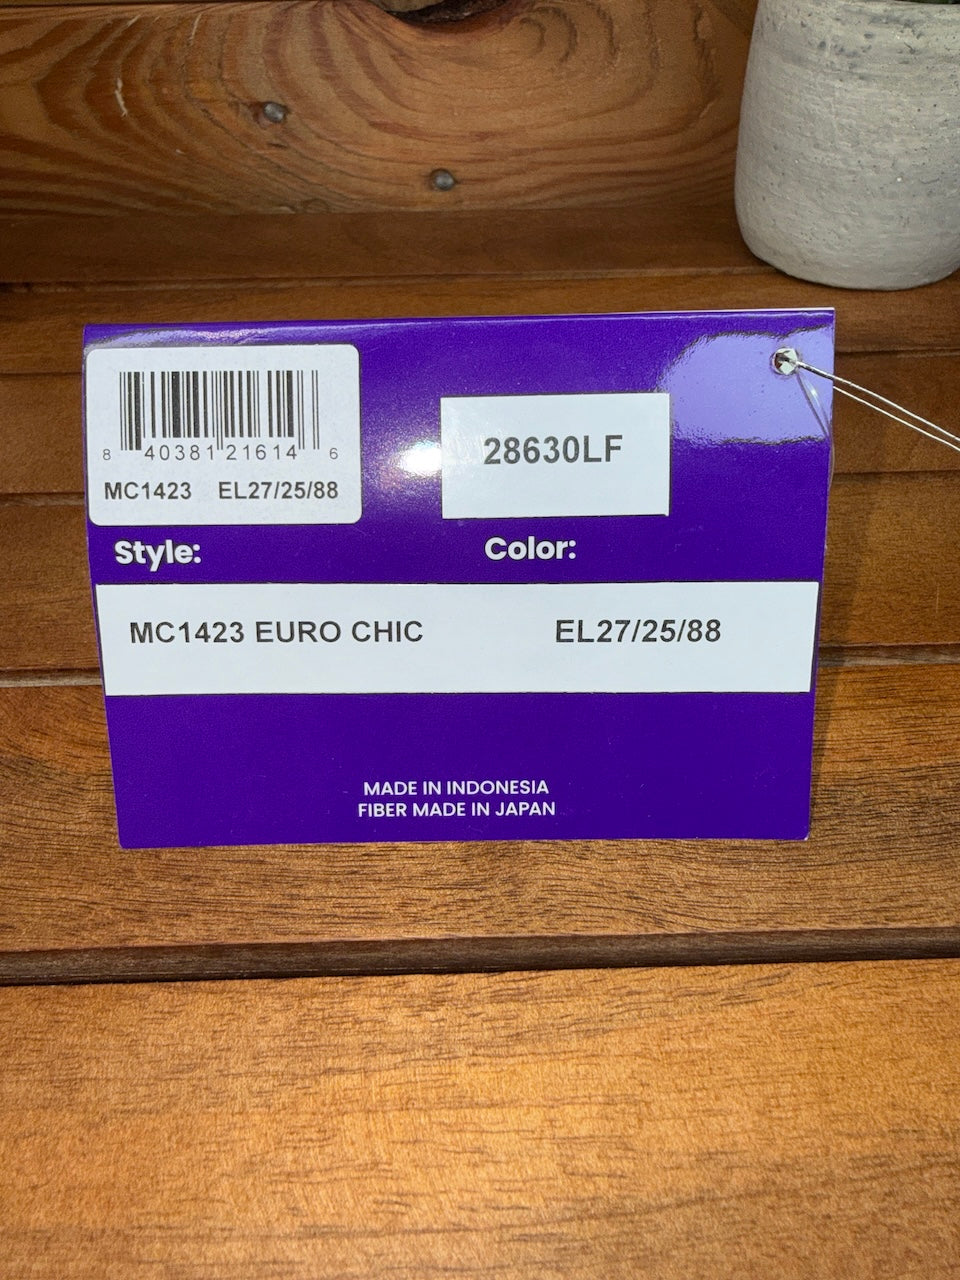 8 40381 21614 6
MC1423 EL27/25/88
28630LF
Style: Color:
MC1423 EURO CHIC EL27/25/88
MADE IN INDONESIA
FIBER MADE IN JAPAN